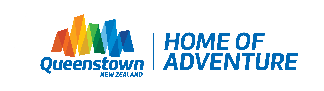 Queenstown
NEW ZEALAND
HOME OF
ADVENTURE